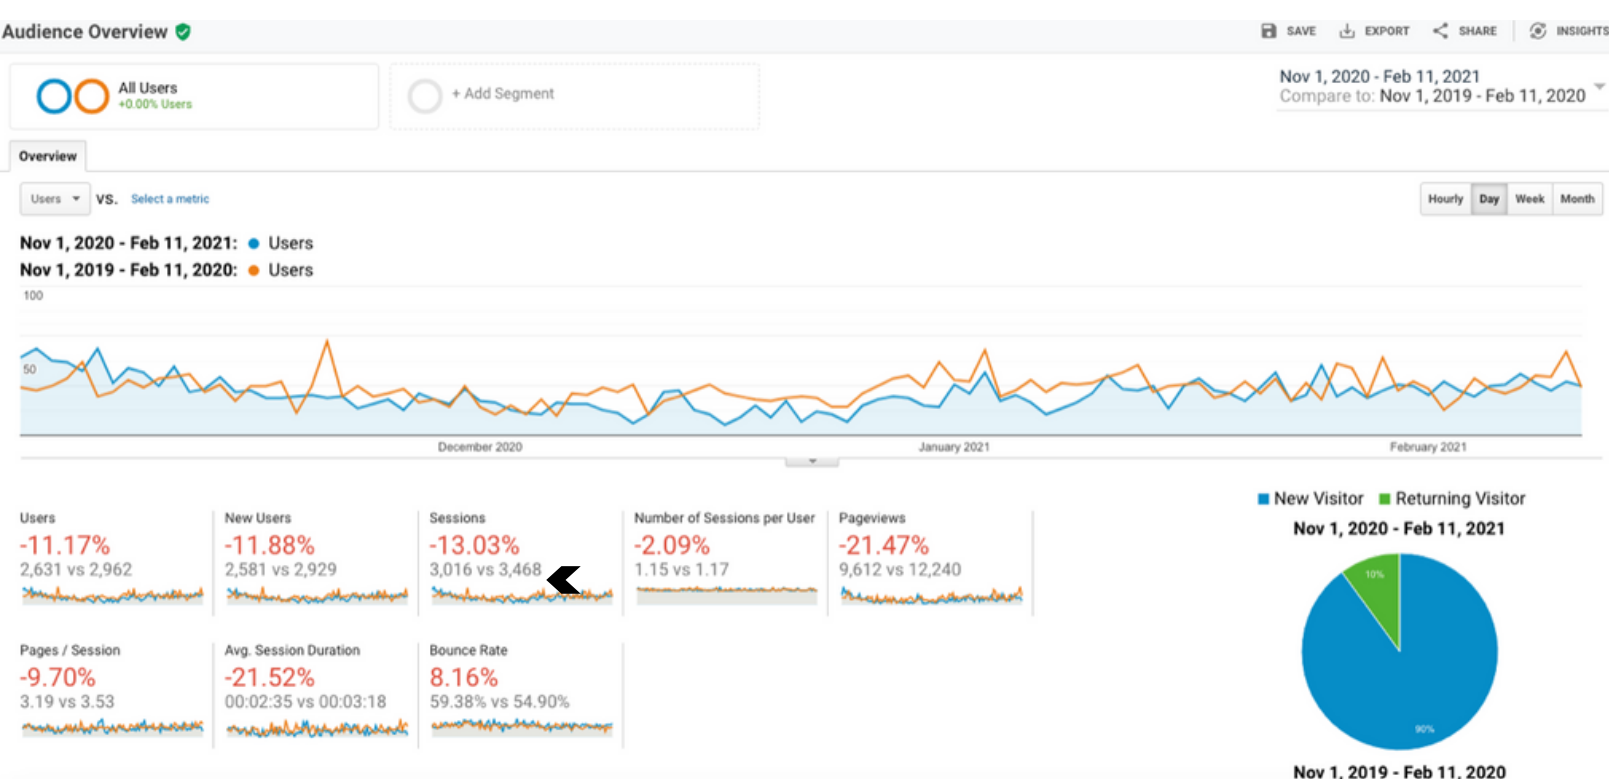 Audience Overview
SAVE EXPORT SHARE INSIGHTS
All Users
+0.00% Users
+ Add Segment
Nov 1, 2020 - Feb 11, 2021
Compare to: Nov 1, 2019 - Feb 11, 2020
Overview
Users VS. Select a metric
Hourly Day Week Month
Nov 1, 2020 - Feb 11, 2021: Users
Nov 1, 2019 - Feb 11, 2020: Users
100
50
December 2020 January 2021 February 2021
Users
-11.17%
2,631 vs 2,962
New Users
-11.88%
2,581 vs 2,929
Sessions
-13.03%
3,016 vs 3,468
Number of Sessions per User
-2.09%
1.15 vs 1.17
Pageviews
-21.47%
9,612 vs 12,240
Pages / Session
-9.70%
3.19 vs 3.53
Avg. Session Duration
-21.52%
00:02:35 vs 00:03:18
Bounce Rate
8.16%
59.38% vs 54.90%
New Visitor Returning Visitor
Nov 1, 2020 - Feb 11, 2021
10%
90%
Nov 1, 2019 - Feb 11, 2020